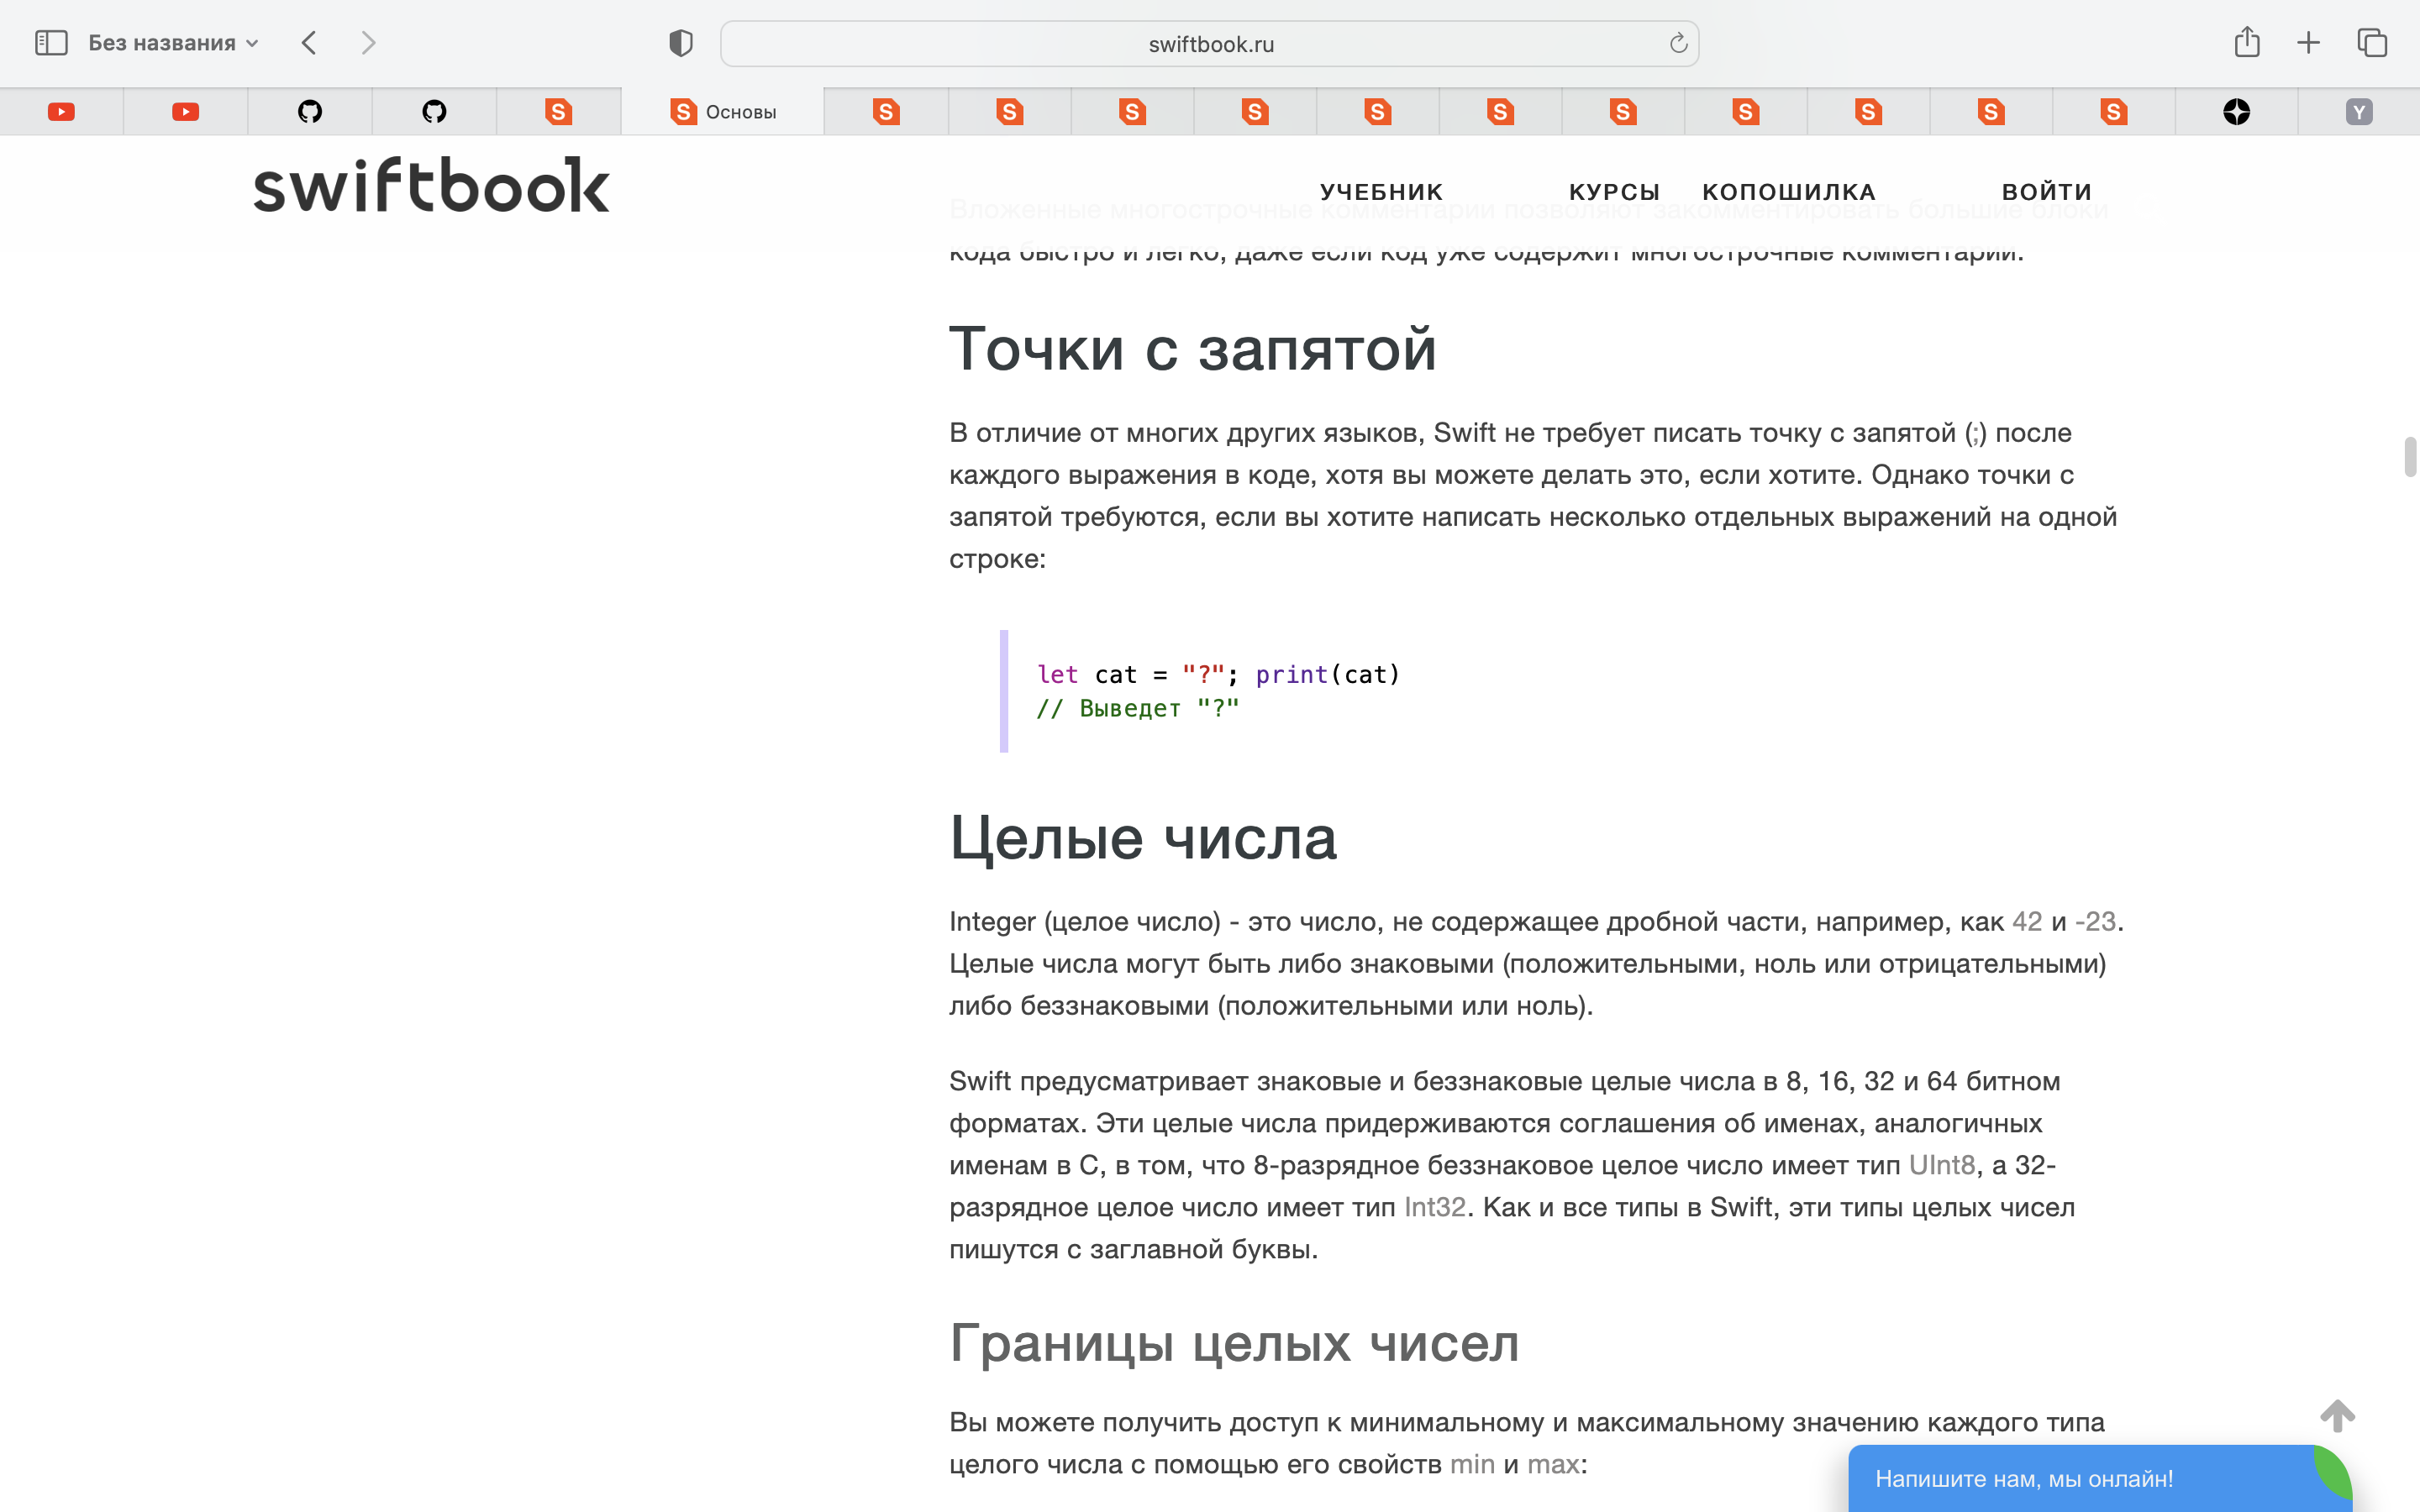 Без названия
swiftbook.ru
Основы
Y
swiftbook
УЧЕБНИК КУРСЫ КОПОШИЛКА ВОЙТИ
Вложенные многострочные комментарии позволяют закомментировать большие блоки
кода быстро и легко, даже если код уже содержит многострочные комментарии.
Точки с запятой
В отличие от многих других языков, Swift не требует писать точку с запятой (;) после
каждого выражения в коде, хотя вы можете делать это, если хотите. Однако точки с
запятой требуются, если вы хотите написать несколько отдельных выражений на одной
строке:
let cat = "?"; print(cat)
// Выведет "?"
Целые числа
Integer (целое число) - это число, не содержащее дробной части, например, как 42 и -23.
Целые числа могут быть либо знаковыми (положительными, ноль или отрицательными)
либо беззнаковыми (положительными или ноль).
Swift предусматривает знаковые и беззнаковые целые числа в 8, 16, 32 и 64 битном
форматах. Эти целые числа придерживаются соглашения об именах, аналогичных
именам в C, в том, что 8-разрядное беззнаковое целое число имеет тип UInt8, а 32-
разрядное целое число имеет тип Int32. Как и все типы в Swift, эти типы целых чисел
пишутся с заглавной буквы.
Границы целых чисел
Вы можете получить доступ к минимальному и максимальному значению каждого типа
целого числа с помощью его свойств min и max:
Напишите нам, мы онлайн!